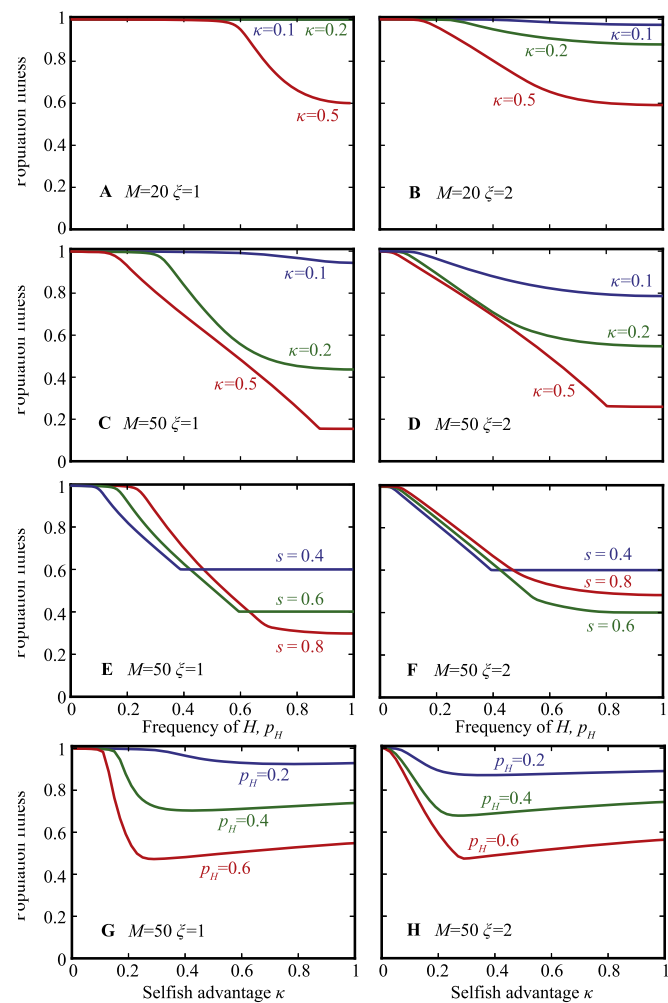 1
0.8
0.6
0.4
0.2
0
Population fitness
κ=0.1 κ=0.2
κ=0.5
A M=20 ξ=1
κ=0.1
κ=0.2
κ=0.5
B M=20 ξ=2
1
0.8
0.6
0.4
0.2
0
Population fitness
κ=0.1
κ=0.2
κ=0.5
C M=50 ξ=1
κ=0.1
κ=0.2
κ=0.5
D M=50 ξ=2
1
0.8
0.6
0.4
0.2
0
Population fitness
s=0.4
s=0.6
s=0.8
E M=50 ξ=1
s=0.4
s=0.8
s=0.6
F M=50 ξ=2
0 0.2 0.4 0.6 0.8 1
0 0.2 0.4 0.6 0.8 1
Frequency of H, pH
1
0.8
0.6
0.4
0.2
0
Population fitness
pH=0.2
pH=0.4
pH=0.6
G M=50 ξ=1
pH=0.2
pH=0.4
pH=0.6
H M=50 ξ=2
0 0.2 0.4 0.6 0.8 1
0 0.2 0.4 0.6 0.8 1
Selfish advantage κ